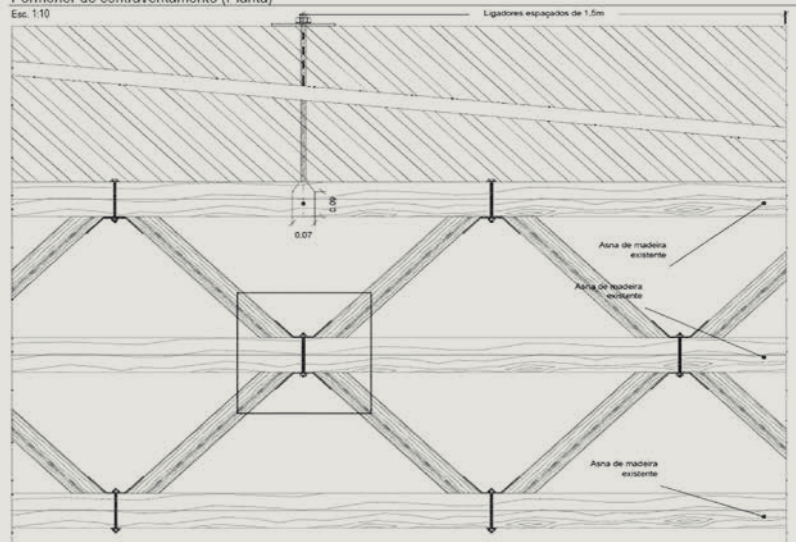 Pormenor de contraventamento (Planta)
Esc. 1:10
Ligadores espaçados de 1,5m
0.09
0.07
Asna de madeira
existente
Asna de madeira
existente
Asna de madeira
existente